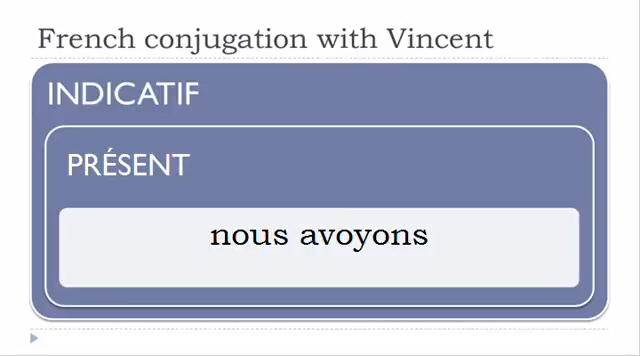 French conjugation with Vincent
INDICATIF
PRÉSENT
nous avoyons